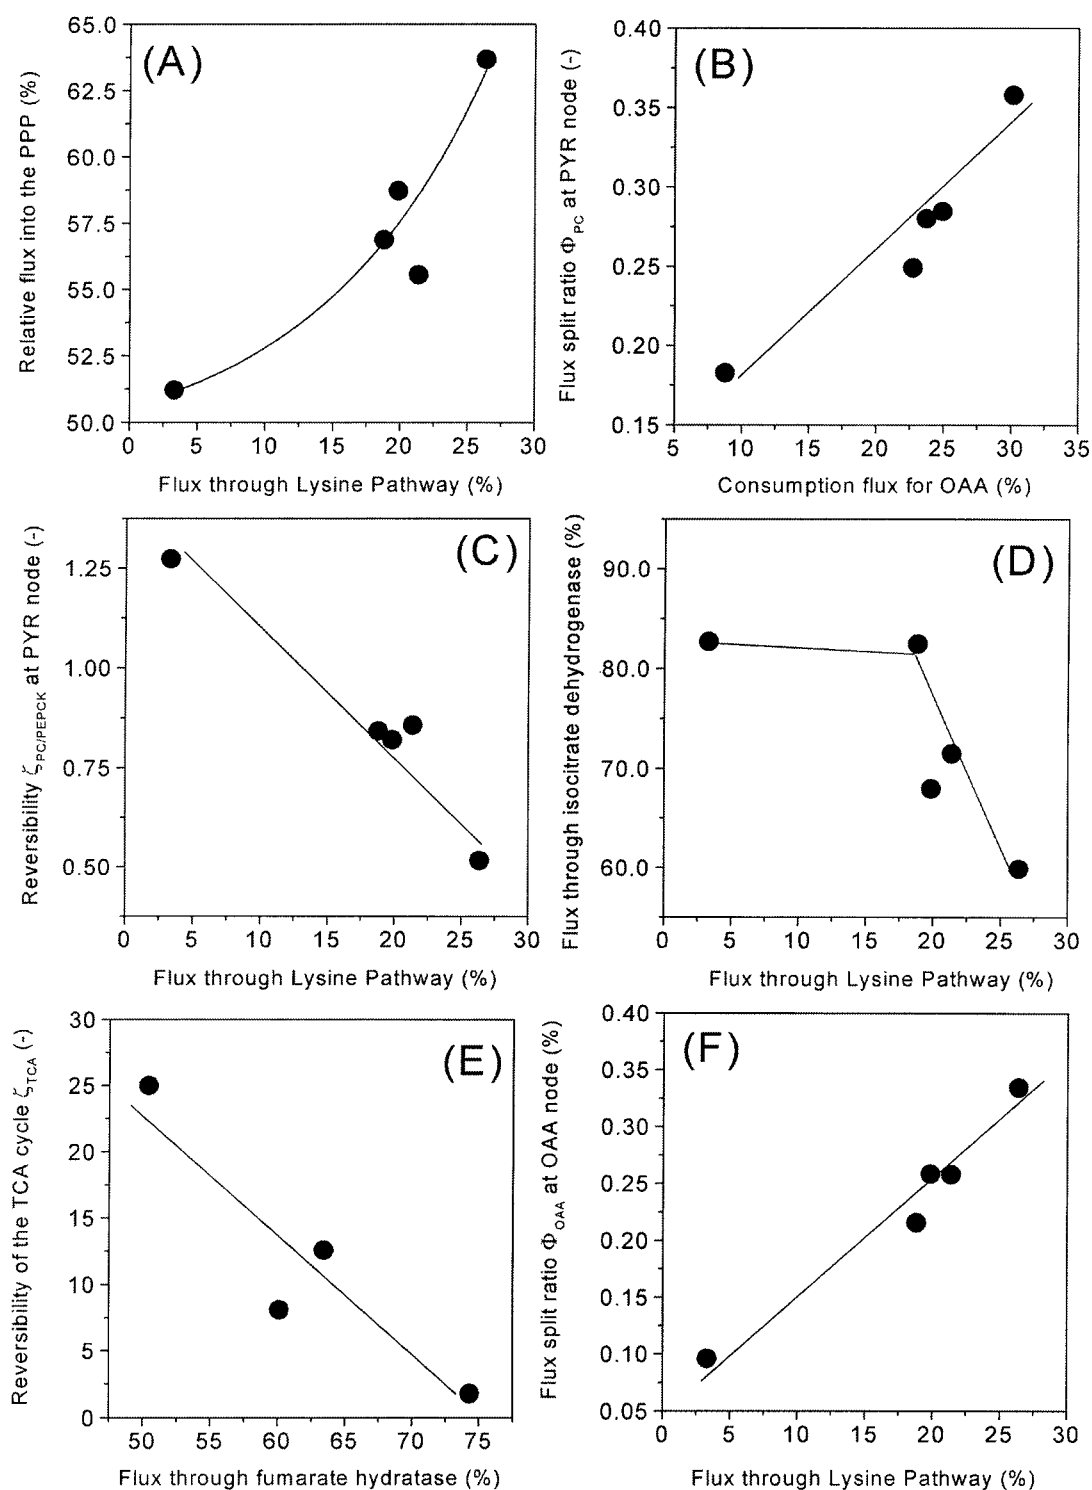 (A)
Relative flux into the PPP (%)
65.0
62.5
60.0
57.5
55.0
52.5
50.0
0 5 10 15 20 25 30
Flux through Lysine Pathway (%)
(B)
Flux split ratio ΦPC at PYR node (-)
0.40
0.35
0.30
0.25
0.20
0.15
5 10 15 20 25 30 35
Consumption flux for OAA (%)
(C)
Reversibility ζPC/PEPCK at PYR node (-)
1.25
1.00
0.75
0.50
0 5 10 15 20 25 30
Flux through Lysine Pathway (%)
(D)
Flux through isocitrate dehydrogenase (%)
90.0
80.0
70.0
60.0
0 5 10 15 20 25 30
Flux through Lysine Pathway (%)
(E)
Reversibility of the TCA cycle ζTCA (-)
30
25
20
15
10
5
0
50 55 60 65 70 75
Flux through fumarate hydratase (%)
(F)
Flux split ratio ΦOAA at OAA node (%)
0.40
0.35
0.30
0.25
0.20
0.15
0.10
0.05
0 5 10 15 20 25 30
Flux through Lysine Pathway (%)